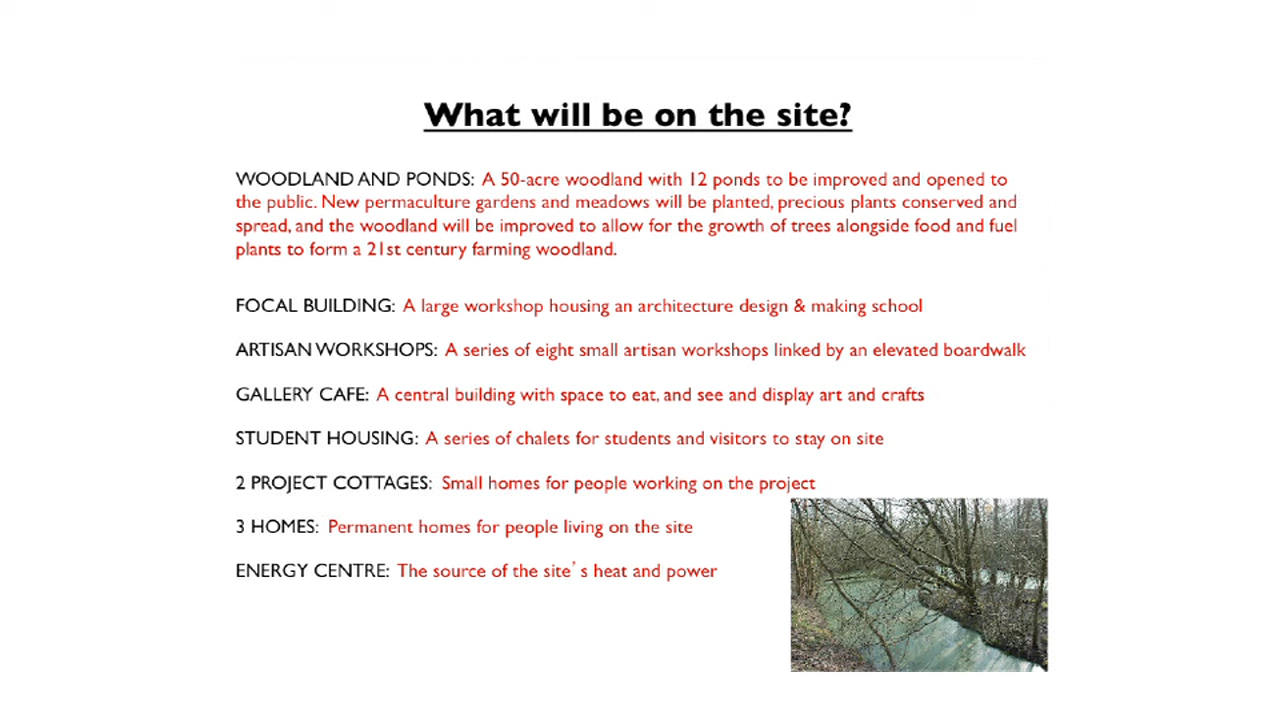 What will be on the site?
WOODLAND AND PONDS: A 50-acre woodland with 12 ponds to be improved and opened to
the public. New permaculture gardens and meadows will be planted, precious plants conserved and
spread, and the woodland will be improved to allow for the growth of trees alongside food and fuel
plants to form a 21st century farming woodland.
FOCAL BUILDING: A large workshop housing an architecture design & making school
ARTISAN WORKSHOPS: A series of eight small artisan workshops linked by an elevated boardwalk
GALLERY CAFE: A central building with space to eat, and see and display art and crafts
STUDENT HOUSING: A series of chalets for students and visitors to stay on site
2 PROJECT COTTAGES: Small homes for people working on the project
3 HOMES: Permanent homes for people living on the site
ENERGY CENTRE: The source of the site's heat and power